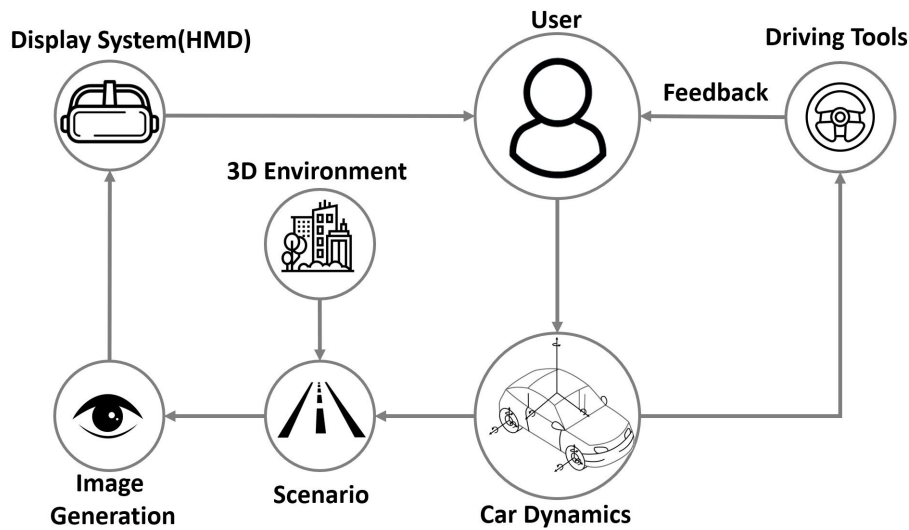 User
Display System(HMD)
Driving Tools
Feedback
3D Environment
Image
Generation
Scenario
Car Dynamics